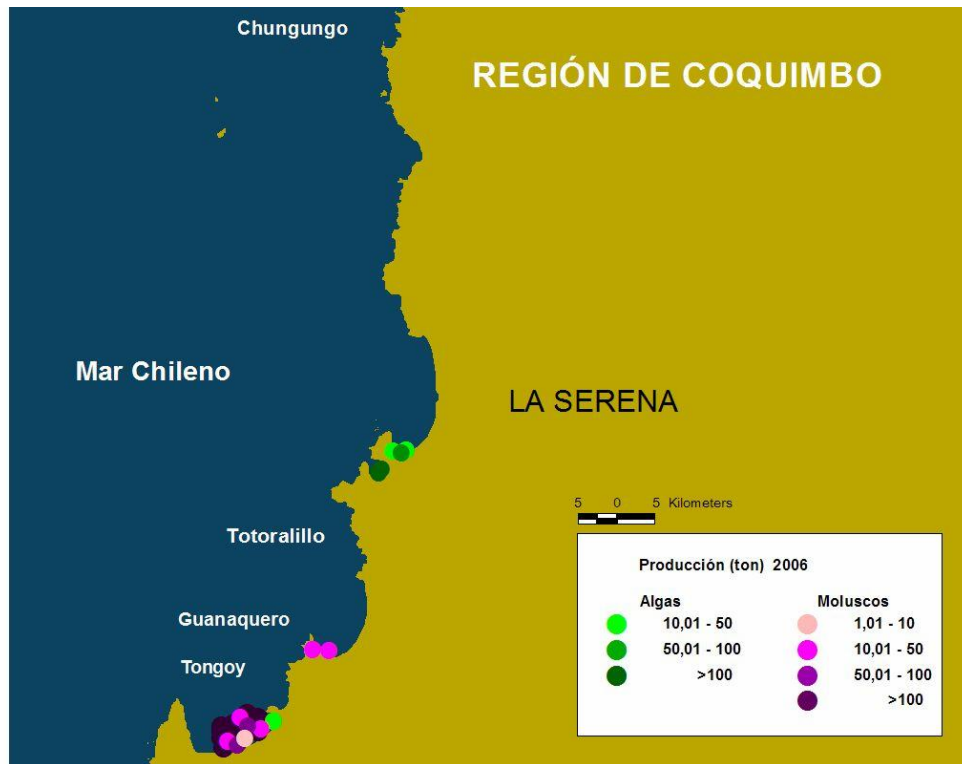 Chungungo
REGIÓN DE COQUIMBO
Mar Chileno
LA SERENA
5 0 5 Kilometers
Totoralillo
Guanaquero
Tongoy
Producción (ton) 2006
Algas
10,01 - 50
50,01 - 100
>100
Moluscos
1,01 - 10
10,01 - 50
50,01 - 100
>100